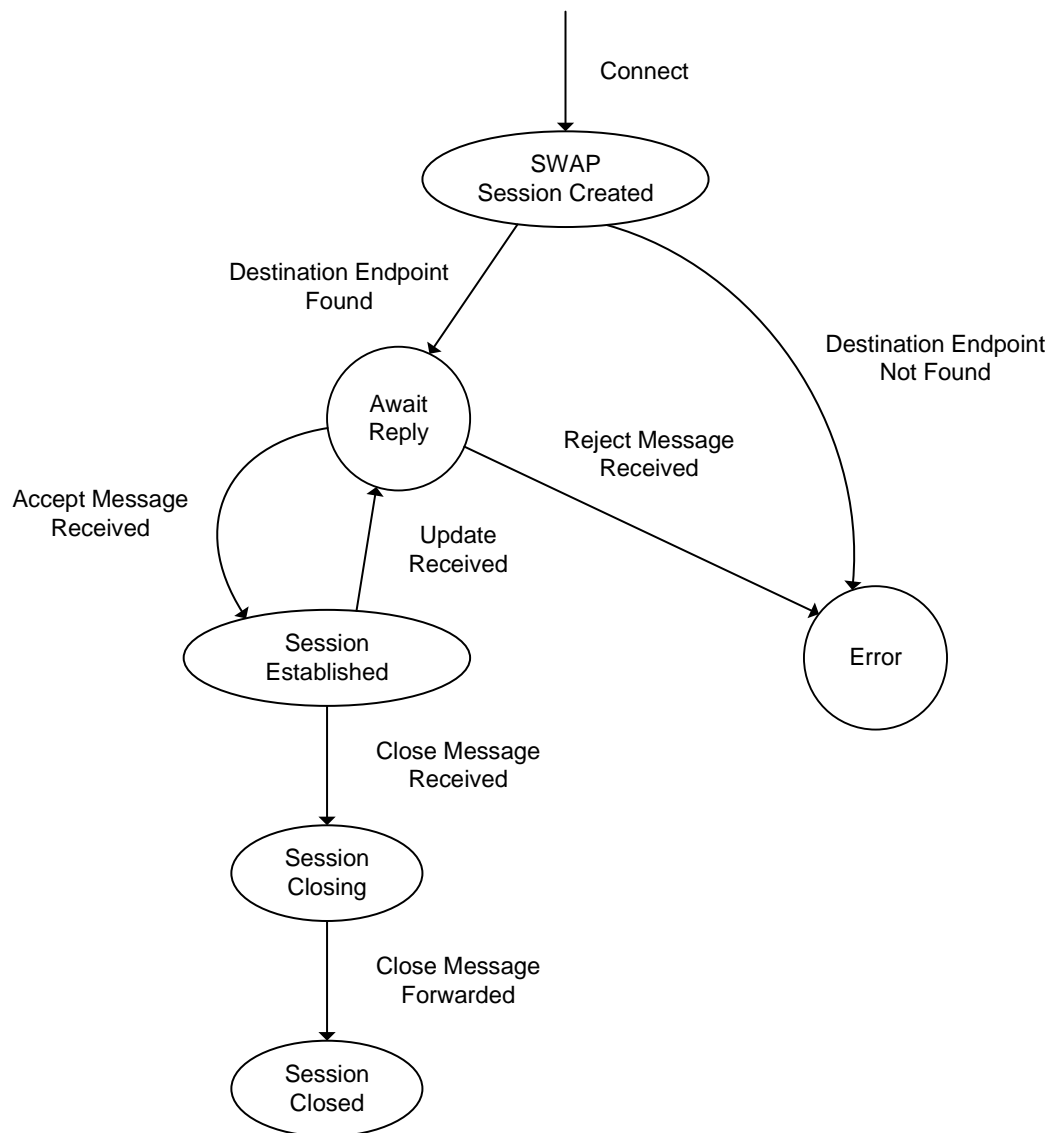 Connect
SWAP
Session Created
Destination Endpoint
Found
Destination Endpoint
Not Found
Await
Reply
Reject Message
Received
Accept Message
Received
Update
Received
Session
Established
Error
Close Message
Received
Session
Closing
Close Message
Forwarded
Session
Closed